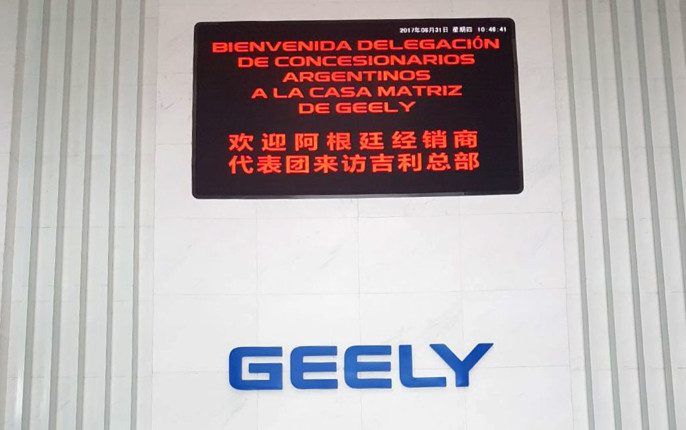 2017年08月31日 星期四 10:46:41
BIENVENIDA DELEGACIÓN
DE CONCESIONARIOS
ARGENTINOS
A LA CASA MATRIZ
DE GEELY
欢迎阿根廷经销商
代表团来访吉利总部
GEELY